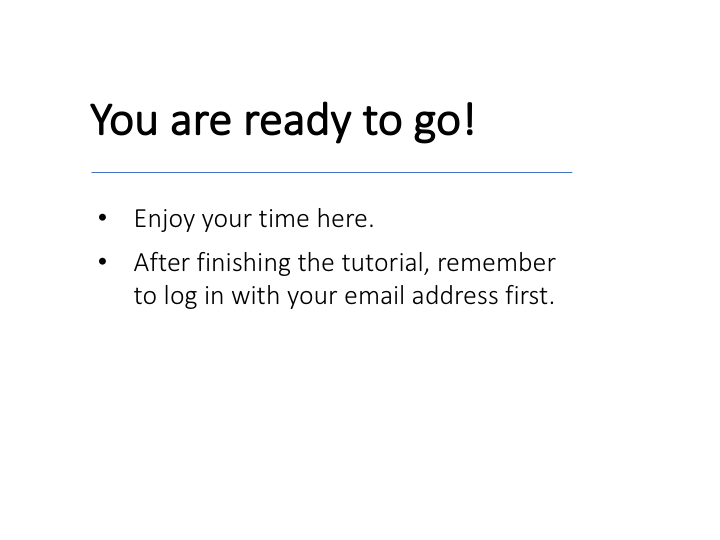 You are ready to go!
• Enjoy your time here.
• After finishing the tutorial, remember
to log in with your email address first.